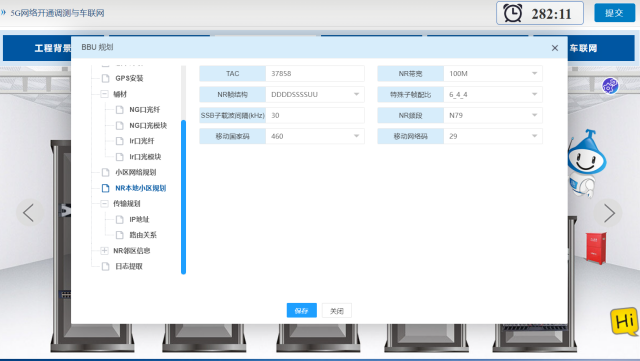 » 5G网络开通调测与车联网
282:11
提交
工程背景
车联网
BBU 规划
×
GPS安装
辅材
NG口光纤
NG口光模块
Ir口光纤
Ir口光模块
小区网络规划
NR本地小区规划
传输规划
IP地址
路由关系
NR邻区信息
日志提取
TAC 37858 NR带宽 100M
NR帧结构 DDDDSSSSUU 特殊子帧配比 6_4_4
SSB子载波间隔(kHz) 30 NR频段 N79
移动国家码 460 移动网络码 29
保存 关闭
Hi